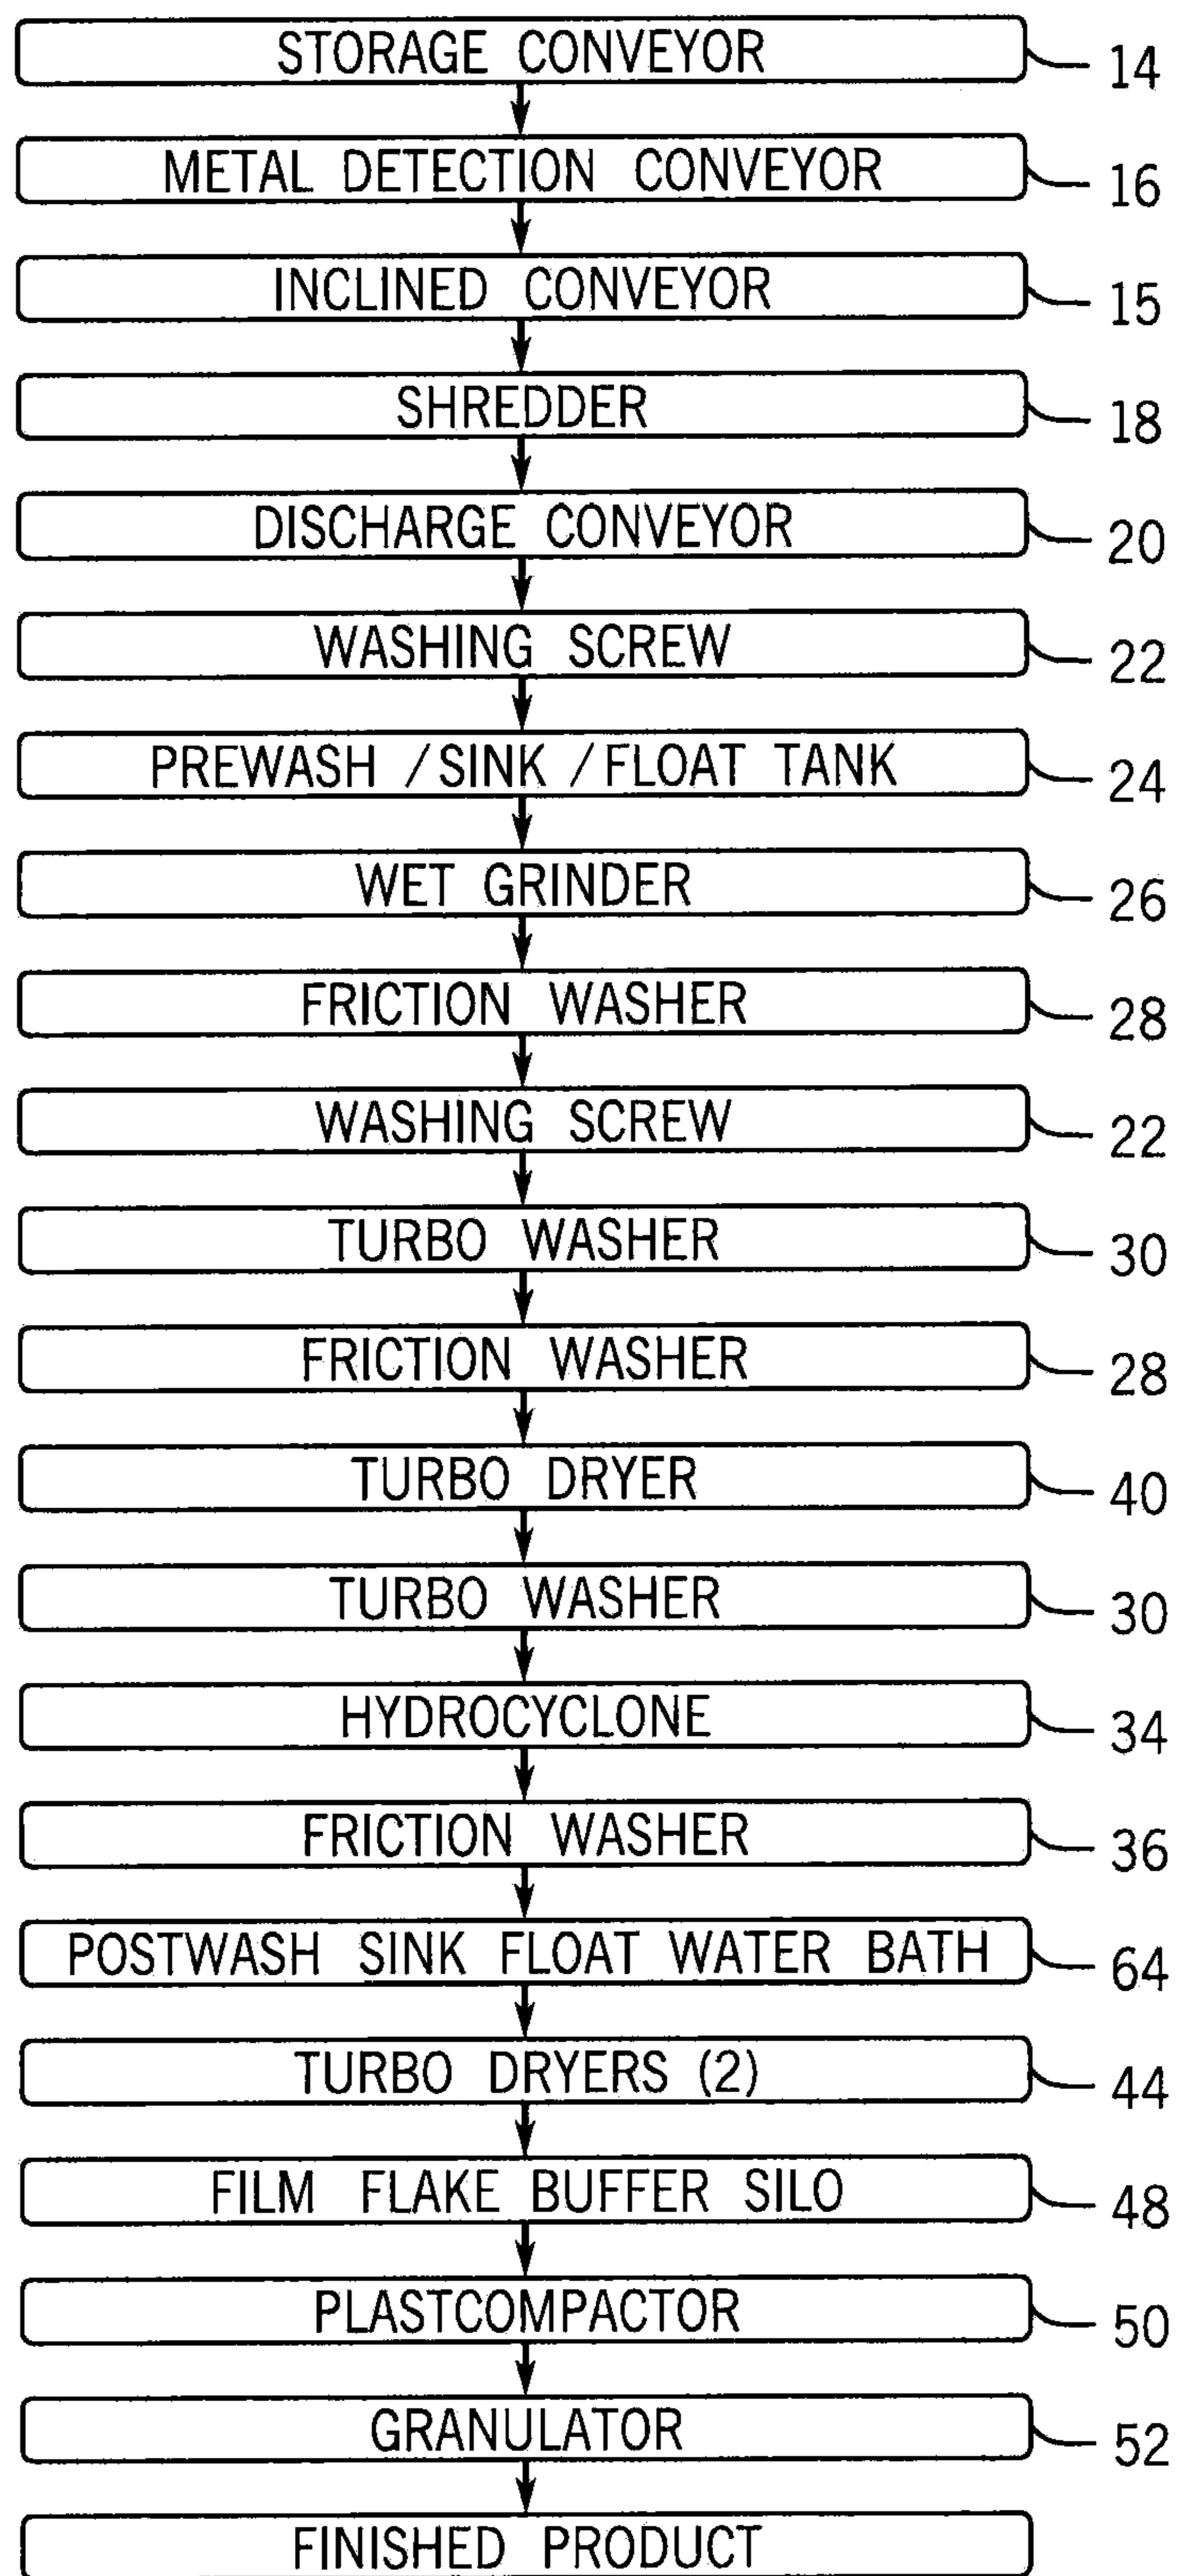 STORAGE CONVEYOR 14
METAL DETECTION CONVEYOR 16
INCLINED CONVEYOR 15
SHREDDER 18
DISCHARGE CONVEYOR 20
WASHING SCREW 22
PREWASH / SINK / FLOAT TANK 24
WET GRINDER 26
FRICTION WASHER 28
WASHING SCREW 22
TURBO WASHER 30
FRICTION WASHER 28
TURBO DRYER 40
TURBO WASHER 30
HYDROCYCLONE 34
FRICTION WASHER 36
POSTWASH SINK FLOAT WATER BATH 64
TURBO DRYERS (2) 44
FILM FLAKE BUFFER SILO 48
PLASTCOMPACTOR 50
GRANULATOR 52
FINISHED PRODUCT